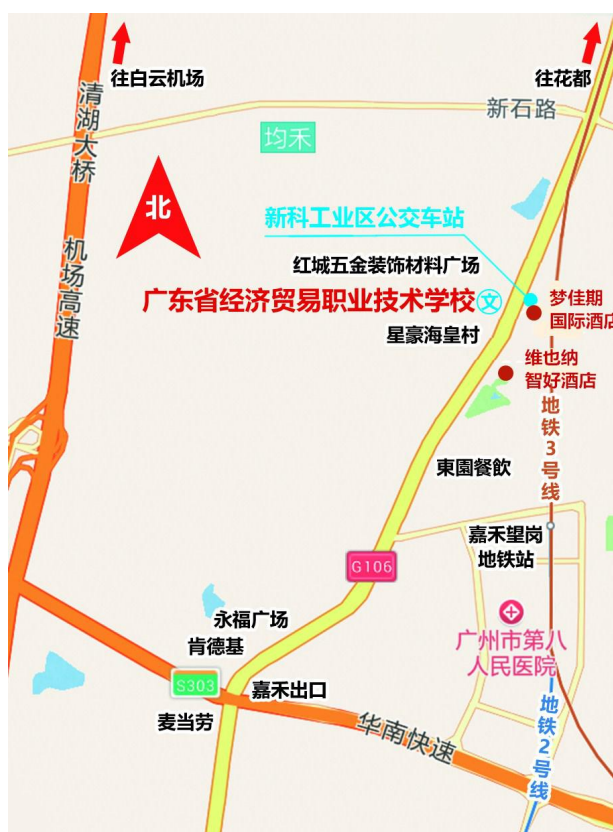 往白云机场
往花都
清湖大桥
新石路
均禾
北
新科工业区公交车站
机场高速
红城五金装饰材料广场
广东省经济贸易职业技术学校
文
梦佳期
国际酒店
星豪海皇村
维也纳
智好酒店
地铁3号线
東園餐飲
嘉禾望岗
地铁站
G106
永福广场
肯德基
广州市第八
人民医院
S303
嘉禾出口
麦当劳
华南快速
地铁2号线